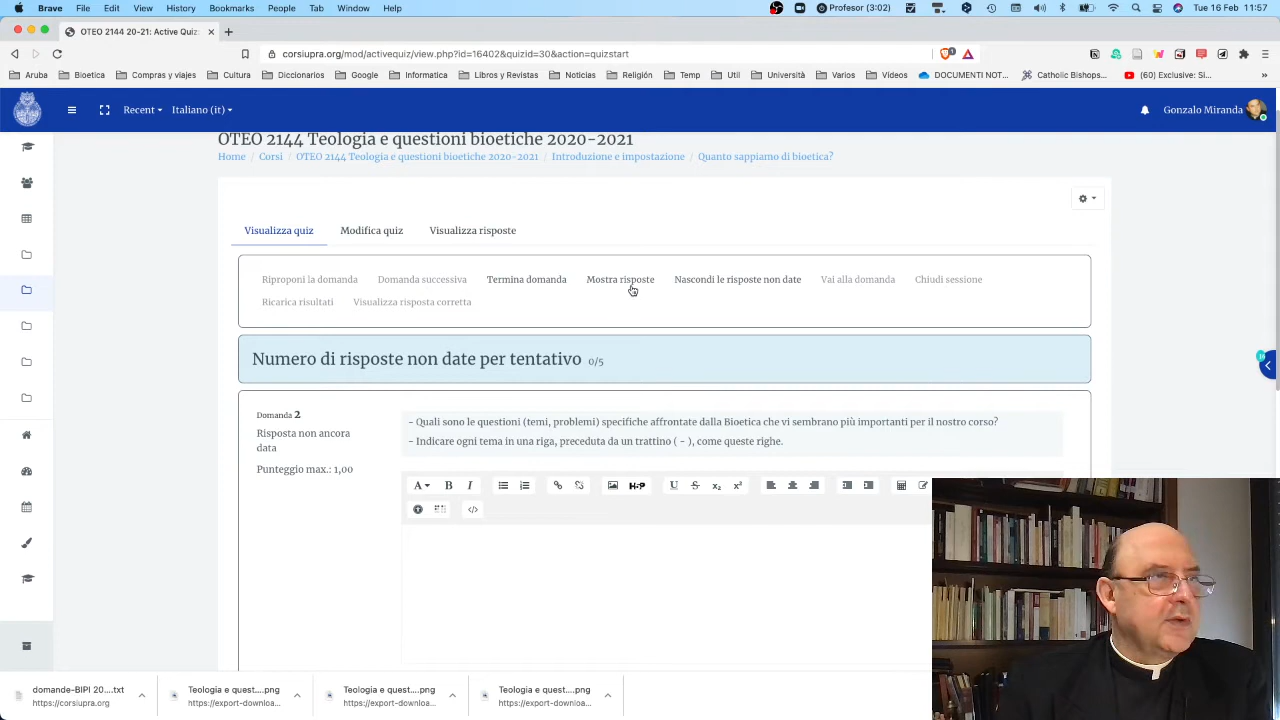 Brave File Edit View History Bookmarks People Tab Window Help Profesor (3:02) Tue 16 Feb 11:57
OTEO 2144 20-21: Active Quiz
corsiupra.org/mod/activequiz/view.php?id=16402&quizid=30&action=quizstart
Aruba Bioetica Compras y viajes Cultura Diccionarios Google Informatica Libros y Revistas Noticias Religión Temp Util Università Varios Vídeos DOCUMENTI NOT... Catholic Bishops... (60) Exclusive: Si...
Recent Italiano (it) Gonzalo Miranda
OTEO 2144 Teologia e questioni bioetiche 2020-2021
Home / Corsi / OTEO 2144 Teologia e questioni bioetiche 2020-2021 / Introduzione e impostazione / Quanto sappiamo di bioetica?
Visualizza quiz Modifica quiz Visualizza risposte
Riproponi la domanda Domanda successiva Termina domanda Mostra risposte Nascondi le risposte non date Vai alla domanda Chiudi sessione
Ricarica risultati Visualizza risposta corretta
Numero di risposte non date per tentativo 0/5
Domanda 2
Risposta non ancora data
Punteggio max.: 1,00
- Quali sono le questioni (temi, problemi) specifiche affrontate dalla Bioetica che vi sembrano più importanti per il nostro corso?
- Indicare ogni tema in una riga, preceduta da un trattino ( - ), come queste righe.
A B I H-P U S x₂ x²
domande-BIPI 20....txt Teologia e quest....png Teologia e quest....png Teologia e quest....png
https://corsiupra.org https://export-downloa... https://export-downloa... https://export-downloa...